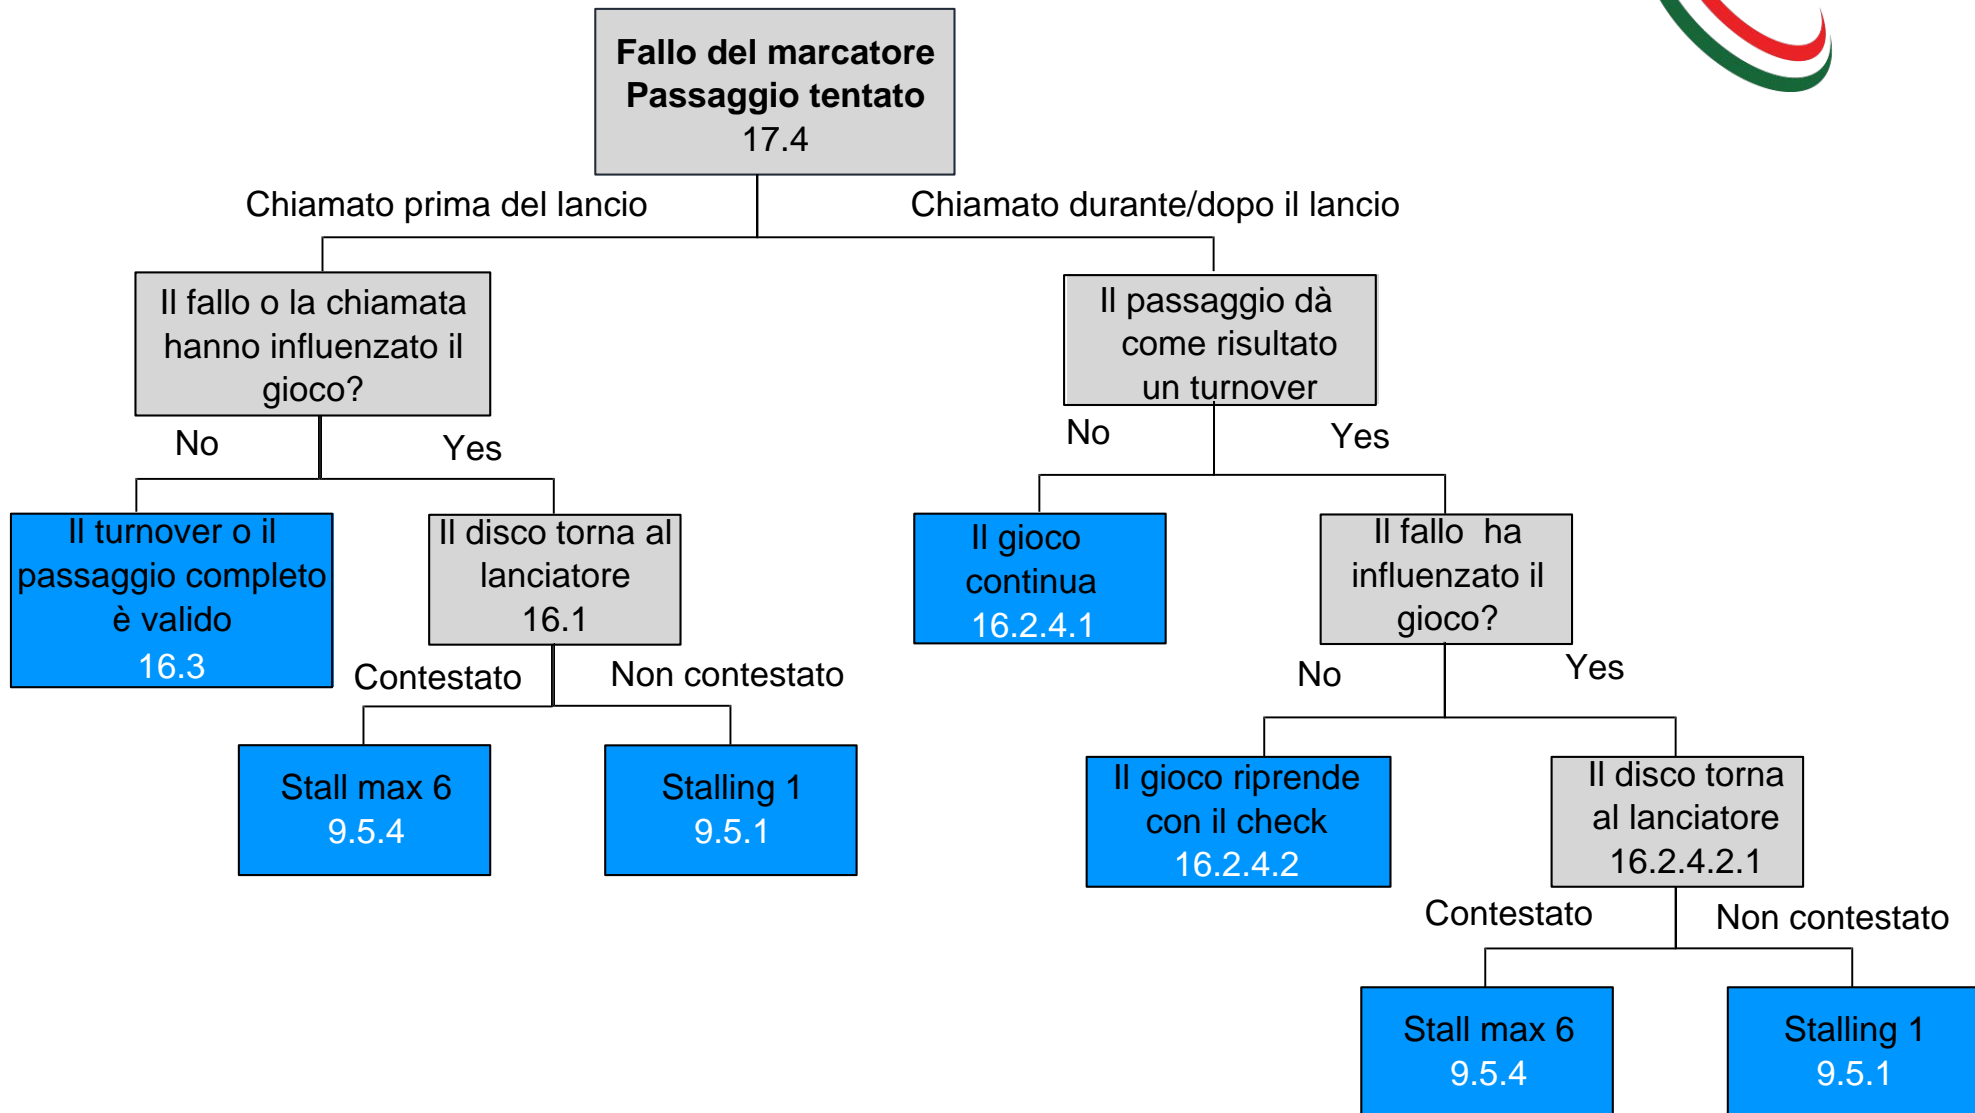 Fallo del marcatore
Passaggio tentato
17.4
Chiamato prima del lancio
Chiamato durante/dopo il lancio
Il fallo o la chiamata
hanno influenzato il
gioco?
Il passaggio dà
come risultato
un turnover
No
Yes
No
Yes
Il turnover o il
passaggio completo
è valido
16.3
Il disco torna al
lanciatore
16.1
Il gioco
continua
16.2.4.1
Il fallo ha
influenzato il
gioco?
Contestato
Non contestato
No
Yes
Stall max 6
9.5.4
Stalling 1
9.5.1
Il gioco riprende
con il check
16.2.4.2
Il disco torna
al lanciatore
16.2.4.2.1
Contestato
Non contestato
Stall max 6
9.5.4
Stalling 1
9.5.1